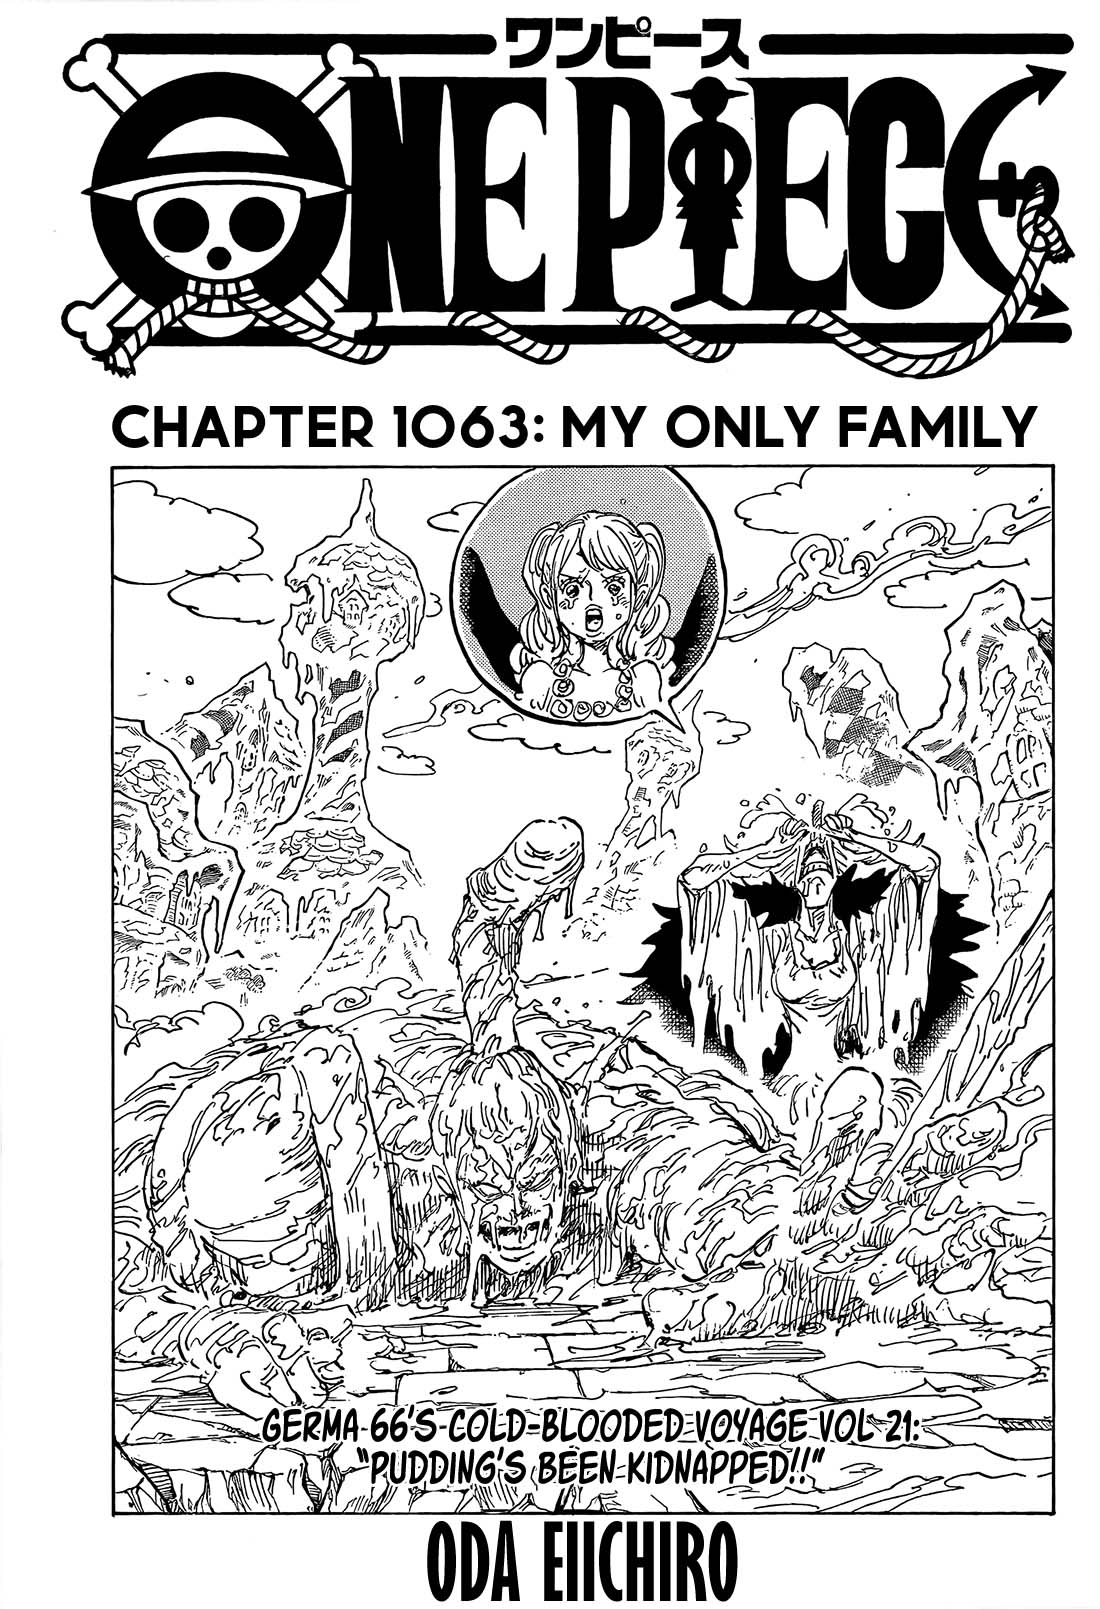 ワンピース
ONE PIECE
CHAPTER 1063: MY ONLY FAMILY
GERMA 66'S COLD-BLOODED VOYAGE VOL 21:
"PUDDING'S BEEN KIDNAPPED!!"
ODA EIICHIRO